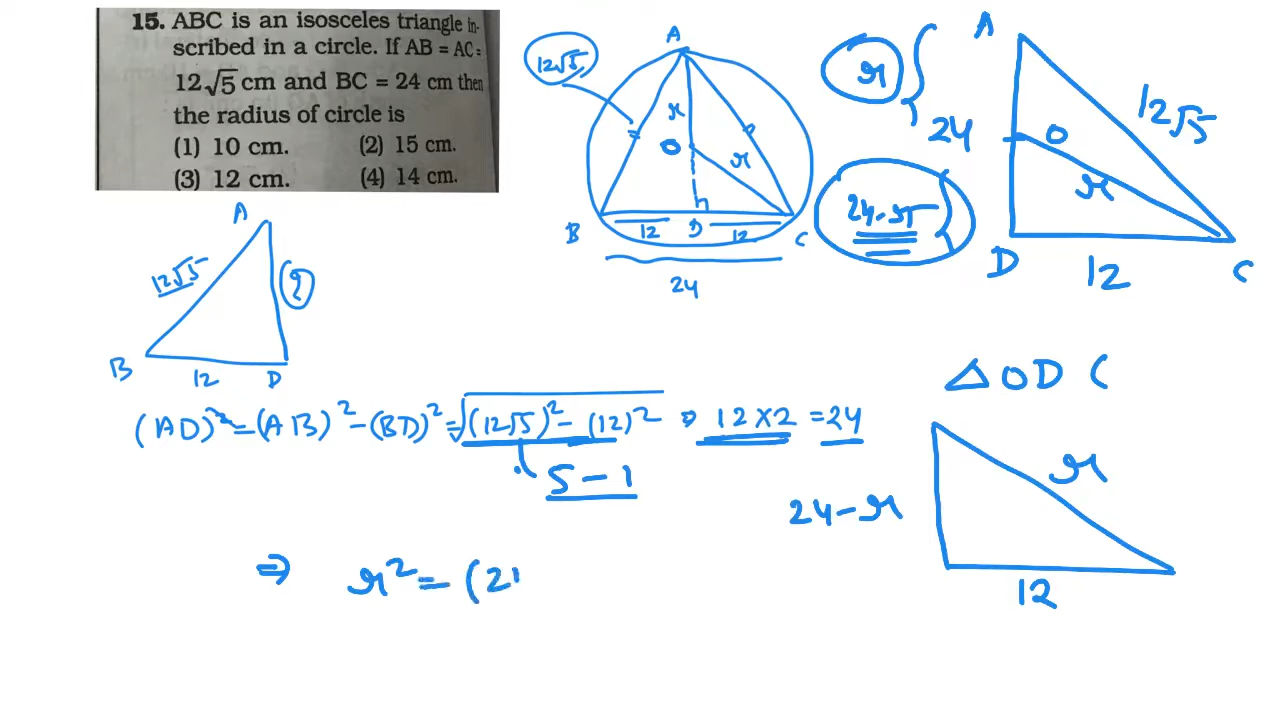 15. ABC is an isosceles triangle in-
scribed in a circle. If AB = AC =
12√5 cm and BC = 24 cm then
the radius of circle is
(1) 10 cm. (2) 15 cm.
(3) 12 cm. (4) 14 cm.
A
12√5
r
O
r
B
12
D
12
C
24
A
r
24
O
12√5
r
24-r
D
12
C
A
12√5
?
B
12
D
(AD)² = (AB)² - (BD)² = √(12√5)² - (12)² ⇒ 12 × 2 = 24
5 - 1
△ODC
r
24 - r
12
⇒ r² = (2